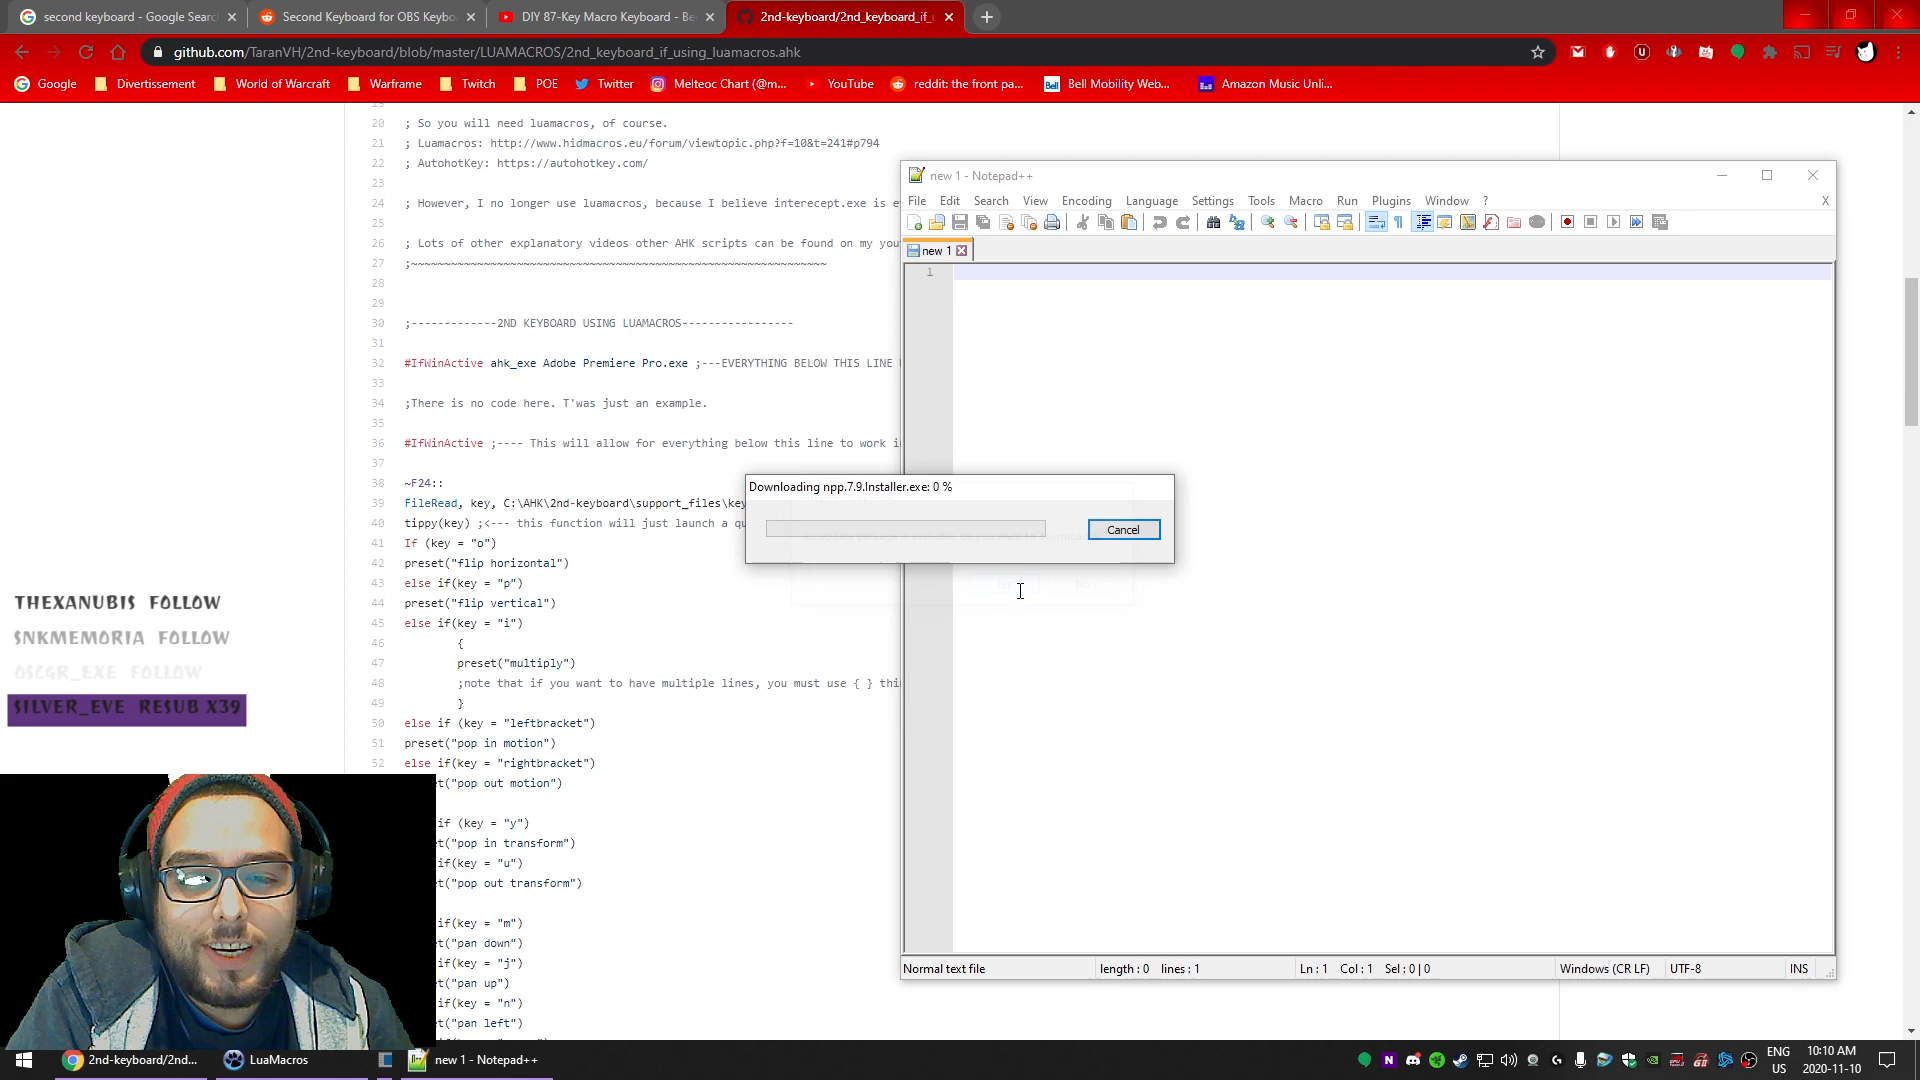 second keyboard - Google Searc
Second Keyboard for OBS Keybo
DIY 87-Key Macro Keyboard - Be
2nd-keyboard/2nd_keyboard_if_
github.com/TaranVH/2nd-keyboard/blob/master/LUAMACROS/2nd_keyboard_if_using_luamacros.ahk
Google Divertissement World of Warcraft Warframe Twitch POE Twitter Melteoc Chart (@m... YouTube reddit: the front pa... Bell Mobility Web... Amazon Music Unli...
19
20 ; So you will need luamacros, of course.
21 ; Luamacros: http://www.hidmacros.eu/forum/viewtopic.php?f=10&t=241#p794
22 ; AutohotKey: https://autohotkey.com/
23
24 ; However, I no longer use luamacros, because I believe interecept.exe is e
25
26 ; Lots of other explanatory videos other AHK scripts can be found on my you
27 ;~~~~~~~~~~~~~~~~~~~~~~~~~~~~~~~~~~~~~~~~~~~~~~~~~~~~~~~~~~~~~~~~
28
29
30 ;-------------2ND KEYBOARD USING LUAMACROS-----------------
31
32 #IfWinActive ahk_exe Adobe Premiere Pro.exe ;---EVERYTHING BELOW THIS LINE
33
34 ;There is no code here. T'was just an example.
35
36 #IfWinActive ;---- This will allow for everything below this line to work i
37
38 ~F24::
39 FileRead, key, C:\AHK\2nd-keyboard\support_files\key
40 tippy(key) ;<--- this function will just launch a qu
41 If (key = "o")
42 preset("flip horizontal")
43 else if(key = "p")
44 preset("flip vertical")
45 else if(key = "i")
46 {
47 preset("multiply")
48 ;note that if you want to have multiple lines, you must use { } thi
49 }
50 else if (key = "leftbracket")
51 preset("pop in motion")
52 else if(key = "rightbracket")
t("pop out motion")
if (key = "y")
t("pop in transform")
if(key = "u")
t("pop out transform")
if(key = "m")
t("pan down")
if(key = "j")
t("pan up")
if(key = "n")
t("pan left")
new 1 - Notepad++
File Edit Search View Encoding Language Settings Tools Macro Run Plugins Window ? X
new 1
1
Downloading npp.7.9.Installer.exe: 0 %
Cancel
Normal text file length : 0 lines : 1 Ln : 1 Col : 1 Sel : 0 | 0 Windows (CR LF) UTF-8 INS
THEXANUBIS FOLLOW
SNKMEMORIA FOLLOW
OSCGR_EXE FOLLOW
SILVER_EVE RESUB X39
2nd-keyboard/2nd... LuaMacros new 1 - Notepad++
ENG
US
10:10 AM
2020-11-10